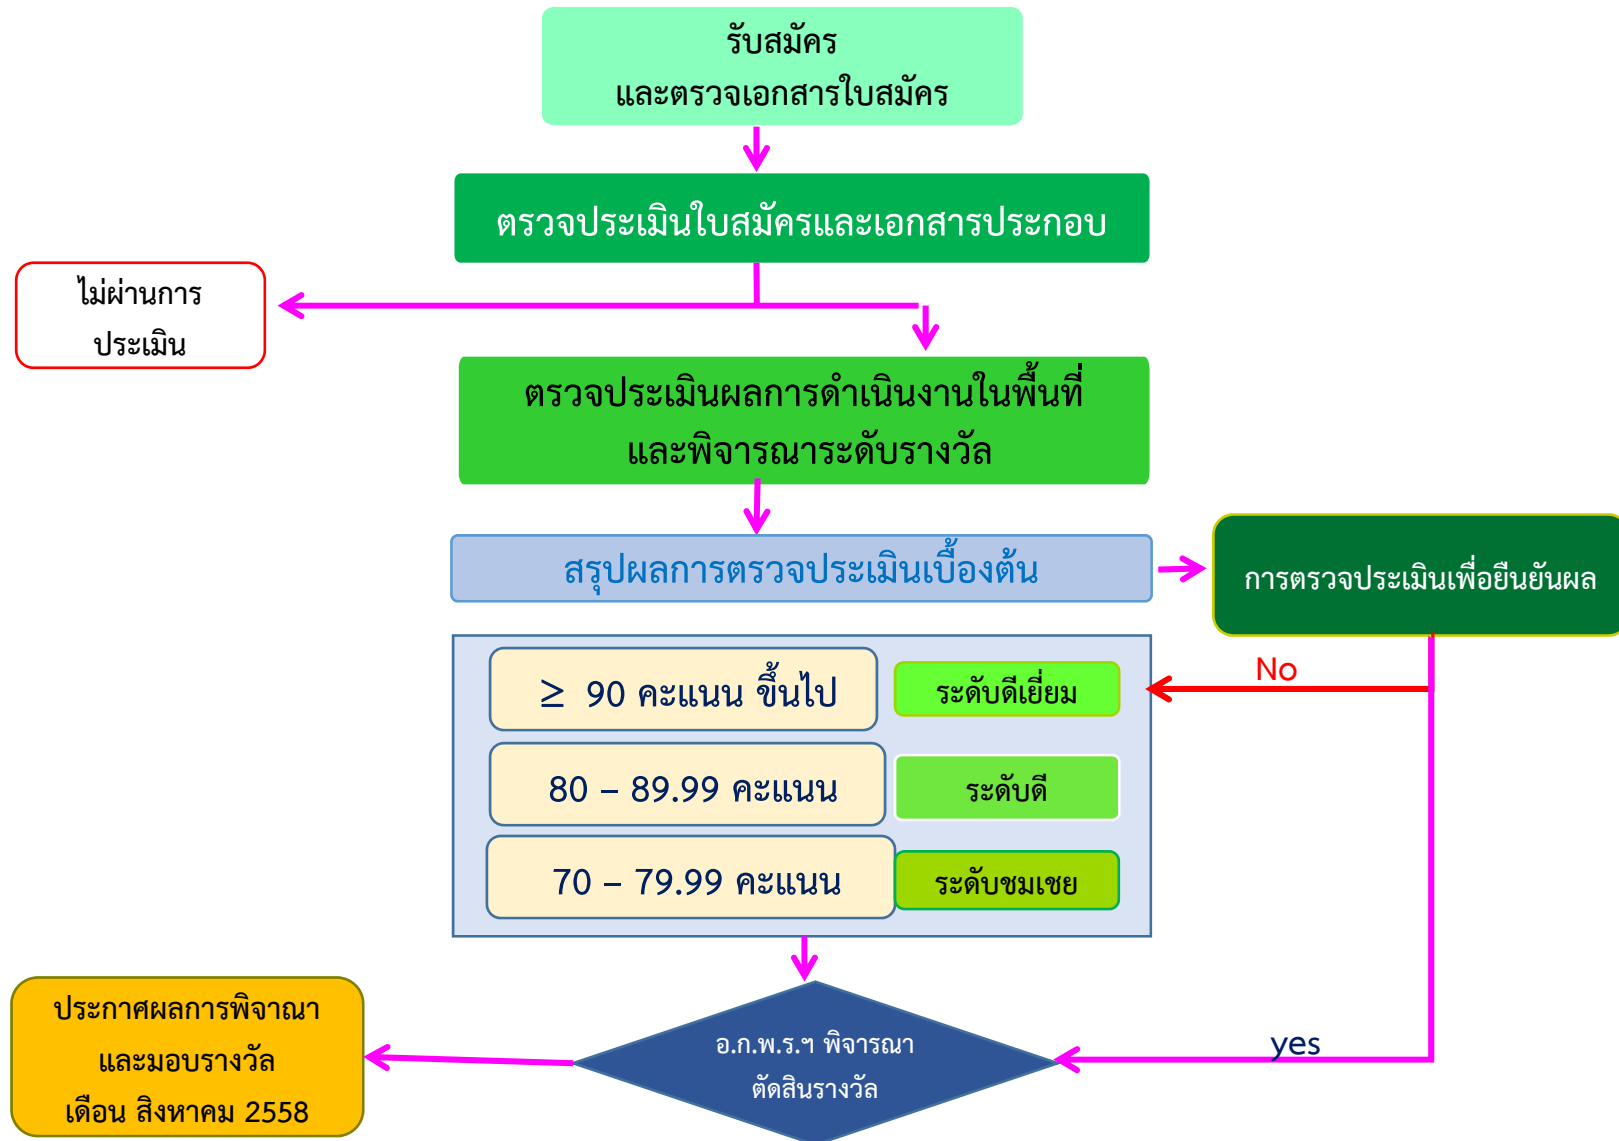 รับสมัคร
และตรวจเอกสารใบสมัคร
ตรวจประเมินใบสมัครและเอกสารประกอบ
ไม่ผ่านการ
ประเมิน
ตรวจประเมินผลการดำเนินงานในพื้นที่
และพิจารณาระดับรางวัล
สรุปผลการตรวจประเมินเบื้องต้น
การตรวจประเมินเพื่อยืนยันผล
No
≥ 90 คะแนน ขึ้นไป
ระดับดีเยี่ยม
80 – 89.99 คะแนน
ระดับดี
70 – 79.99 คะแนน
ระดับชมเชย
ประกาศผลการพิจาณา
และมอบรางวัล
เดือน สิงหาคม 2558
อ.ก.พ.ร.ฯ พิจารณา
ตัดสินรางวัล
yes